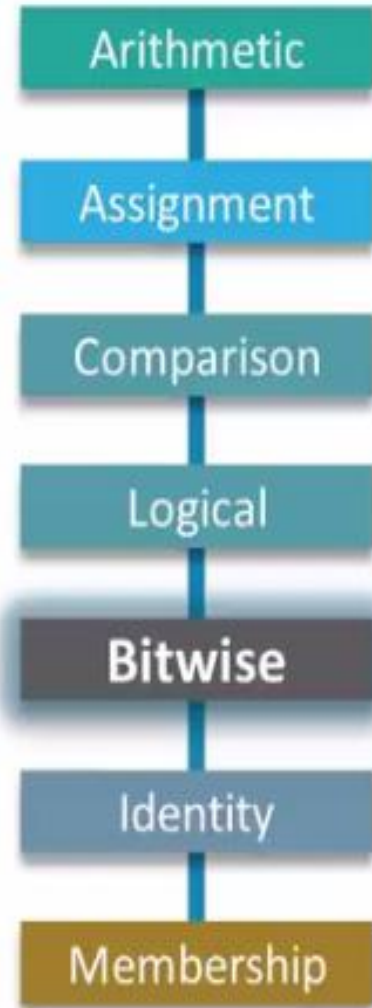 Arithmetic
Assignment
Comparison
Logical
Bitwise
Identity
Membership